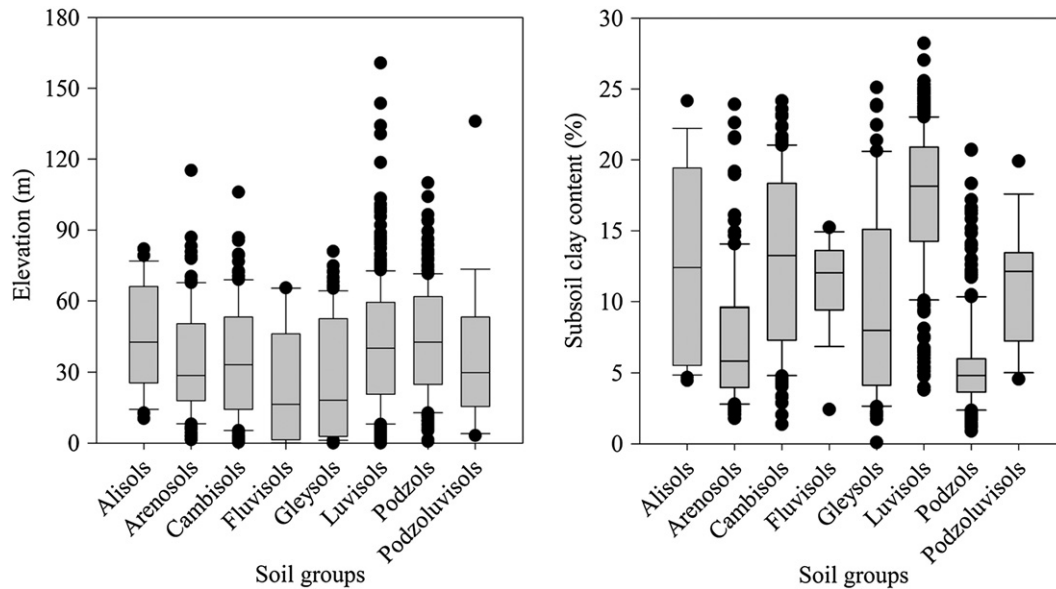 Elevation (m)
180
150
120
90
60
30
0
Alisols
Arenosols
Cambisols
Fluvisols
Gleysols
Luvisols
Podzols
Podzoluvisols
Soil groups
Subsoil clay content (%)
30
25
20
15
10
5
0
Alisols
Arenosols
Cambisols
Fluvisols
Gleysols
Luvisols
Podzols
Podzoluvisols
Soil groups